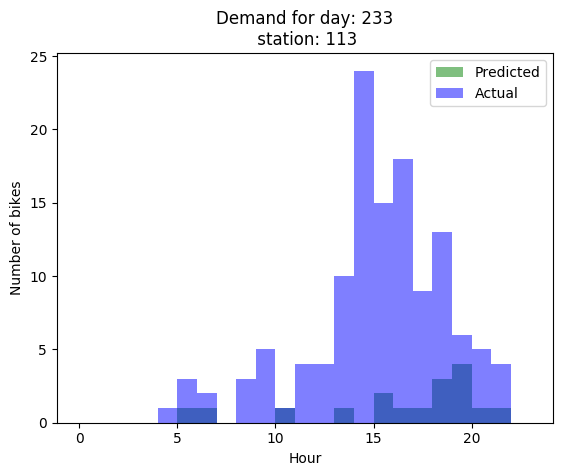 Demand for day: 233
station: 113
Predicted
Actual
Number of bikes
25
20
15
10
5
0
0 5 10 15 20
Hour